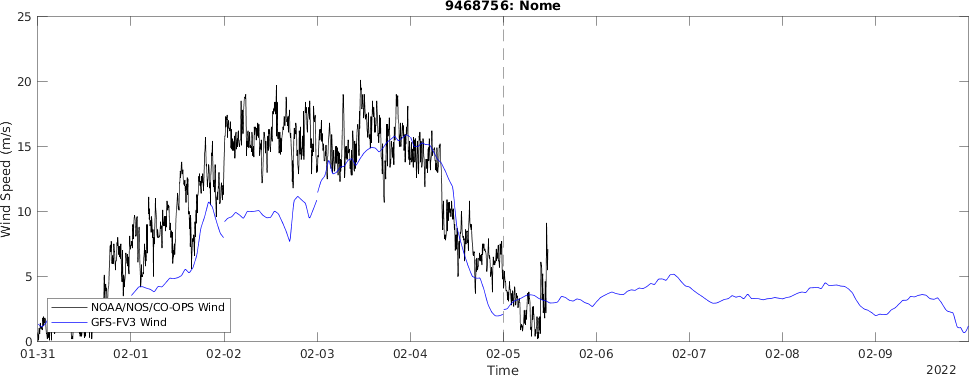 9468756: Nome
25
20
15
10
5
0
Wind Speed (m/s)
NOAA/NOS/CO-OPS Wind
GFS-FV3 Wind
01-31 02-01 02-02 02-03 02-04 02-05 02-06 02-07 02-08 02-09
Time
2022